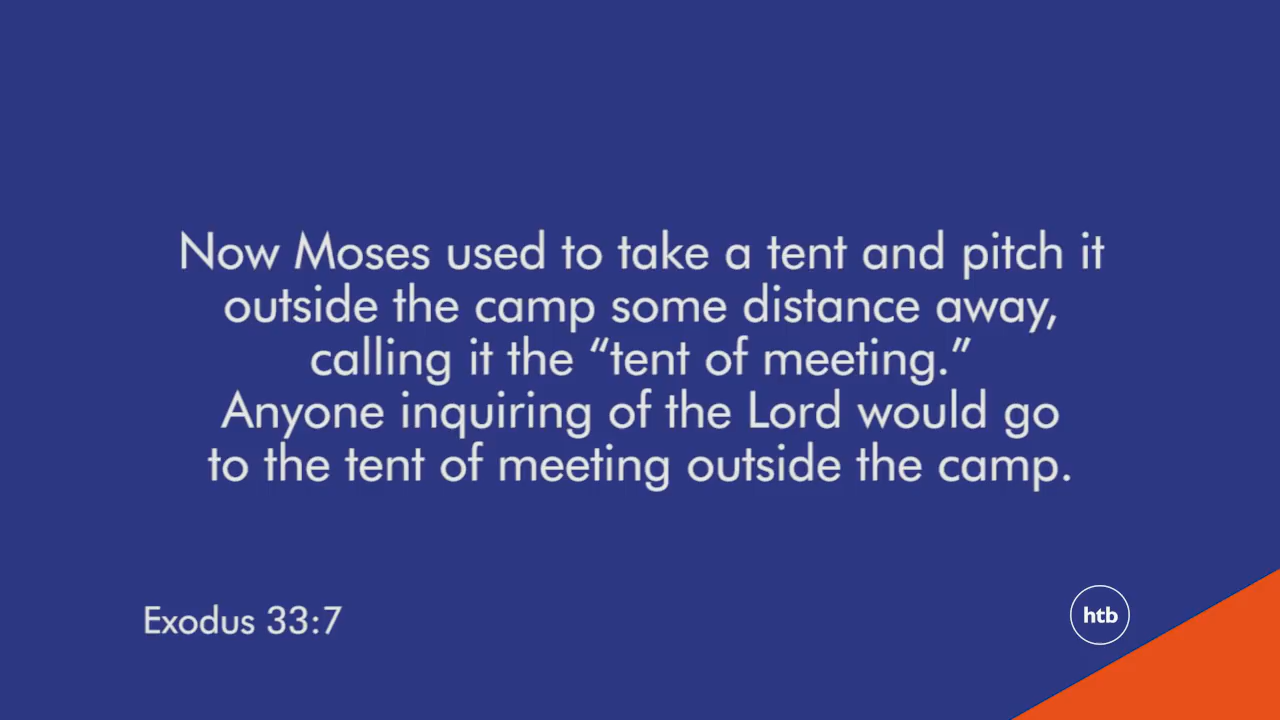 Now Moses used to take a tent and pitch it
outside the camp some distance away,
calling it the “tent of meeting.”
Anyone inquiring of the Lord would go
to the tent of meeting outside the camp.
Exodus 33:7
htb